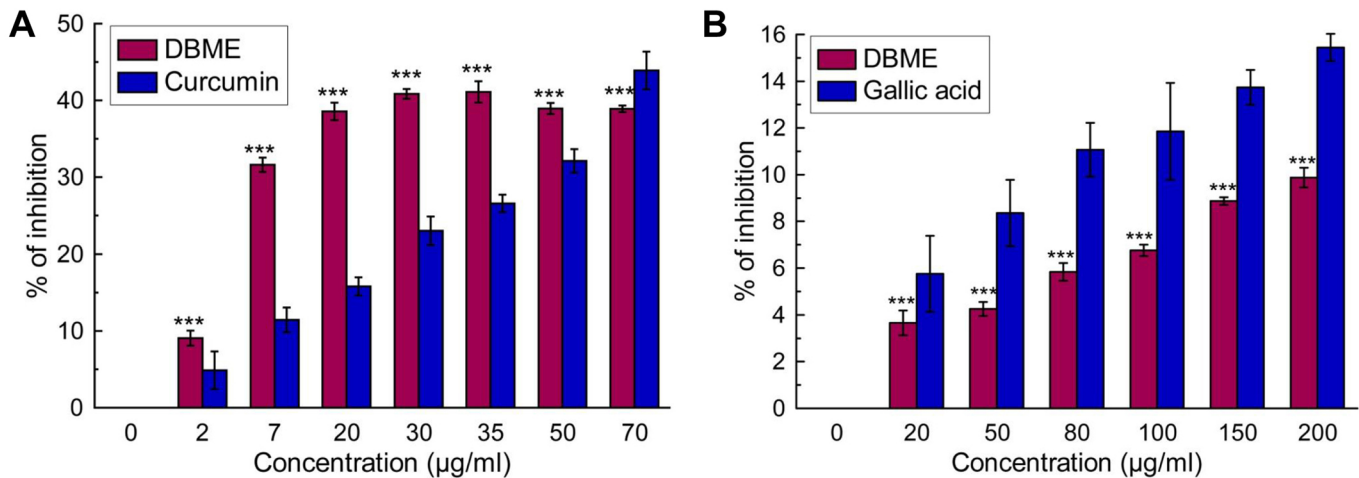 A
50
40
30
20
10
0
% of inhibition
DBME
Curcumin
***
***
***
***
***
***
***
0 2 7 20 30 35 50 70
Concentration (µg/ml)
B
16
14
12
10
8
6
4
2
0
% of inhibition
DBME
Gallic acid
***
***
***
***
***
***
0 20 50 80 100 150 200
Concentration (µg/ml)